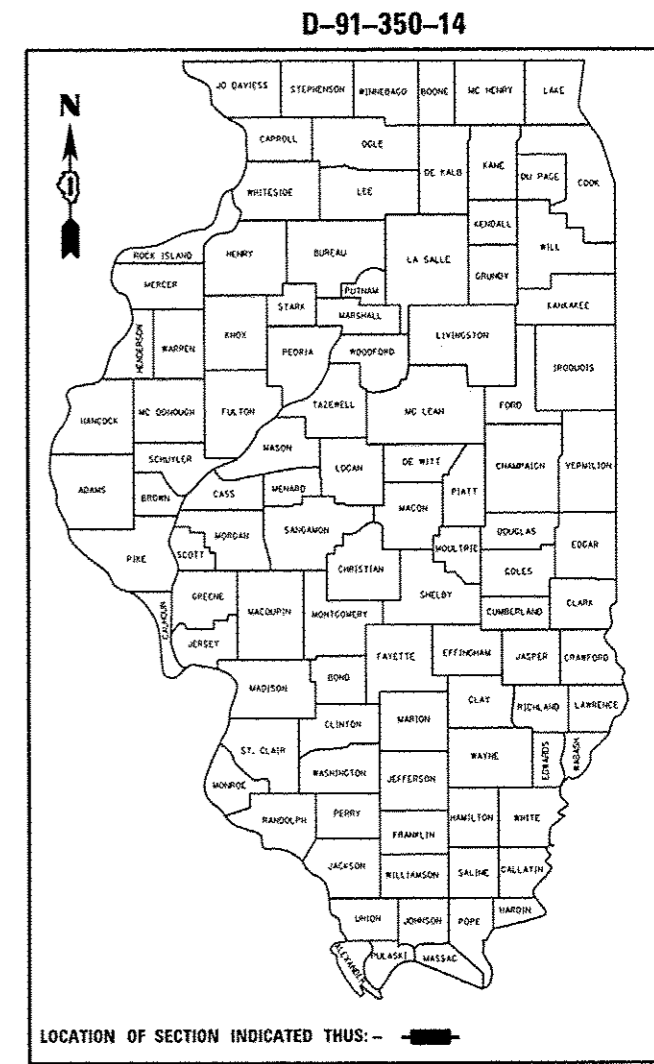 D-91-350-14
N
JO DAVIESS STEPHENSON WINNEBAGO BOONE MC HENRY LAKE
CARROLL OGLE DE KALB KANE DU PAGE COOK
WHITESIDE LEE
KENDALL WILL
ROCK ISLAND HENRY BUREAU LA SALLE GRUNDY
MERCER PUTNAM KANKAKEE
STARK MARSHALL LIVINGSTON
HENDERSON WARREN KNOX PEORIA WOODFORD IROQUOIS
HANCOCK MC DONOUGH FULTON TAZEWELL MC LEAN FORD
SCHUYLER MASON LOGAN DE WITT CHAMPAIGN VERMILION
ADAMS BROWN CASS MENARD MACON PIATT
PIKE SCOTT MORGAN SANGAMON CHRISTIAN MOULTRIE DOUGLAS EDGAR
COLES
CALHOUN GREENE MACOUPIN MONTGOMERY SHELBY CUMBERLAND CLARK
JERSEY FAYETTE EFFINGHAM JASPER CRAWFORD
MADISON BOND CLAY RICHLAND LAWRENCE
CLINTON MARION
ST. CLAIR WAYNE EDWARDS WABASH
MONROE WASHINGTON JEFFERSON
RANDOLPH PERRY HAMILTON WHITE
FRANKLIN
JACKSON WILLIAMSON SALINE GALLATIN
UNION JOHNSON POPE HARDIN
ALEXANDER PULASKI MASSAC
LOCATION OF SECTION INDICATED THUS: -